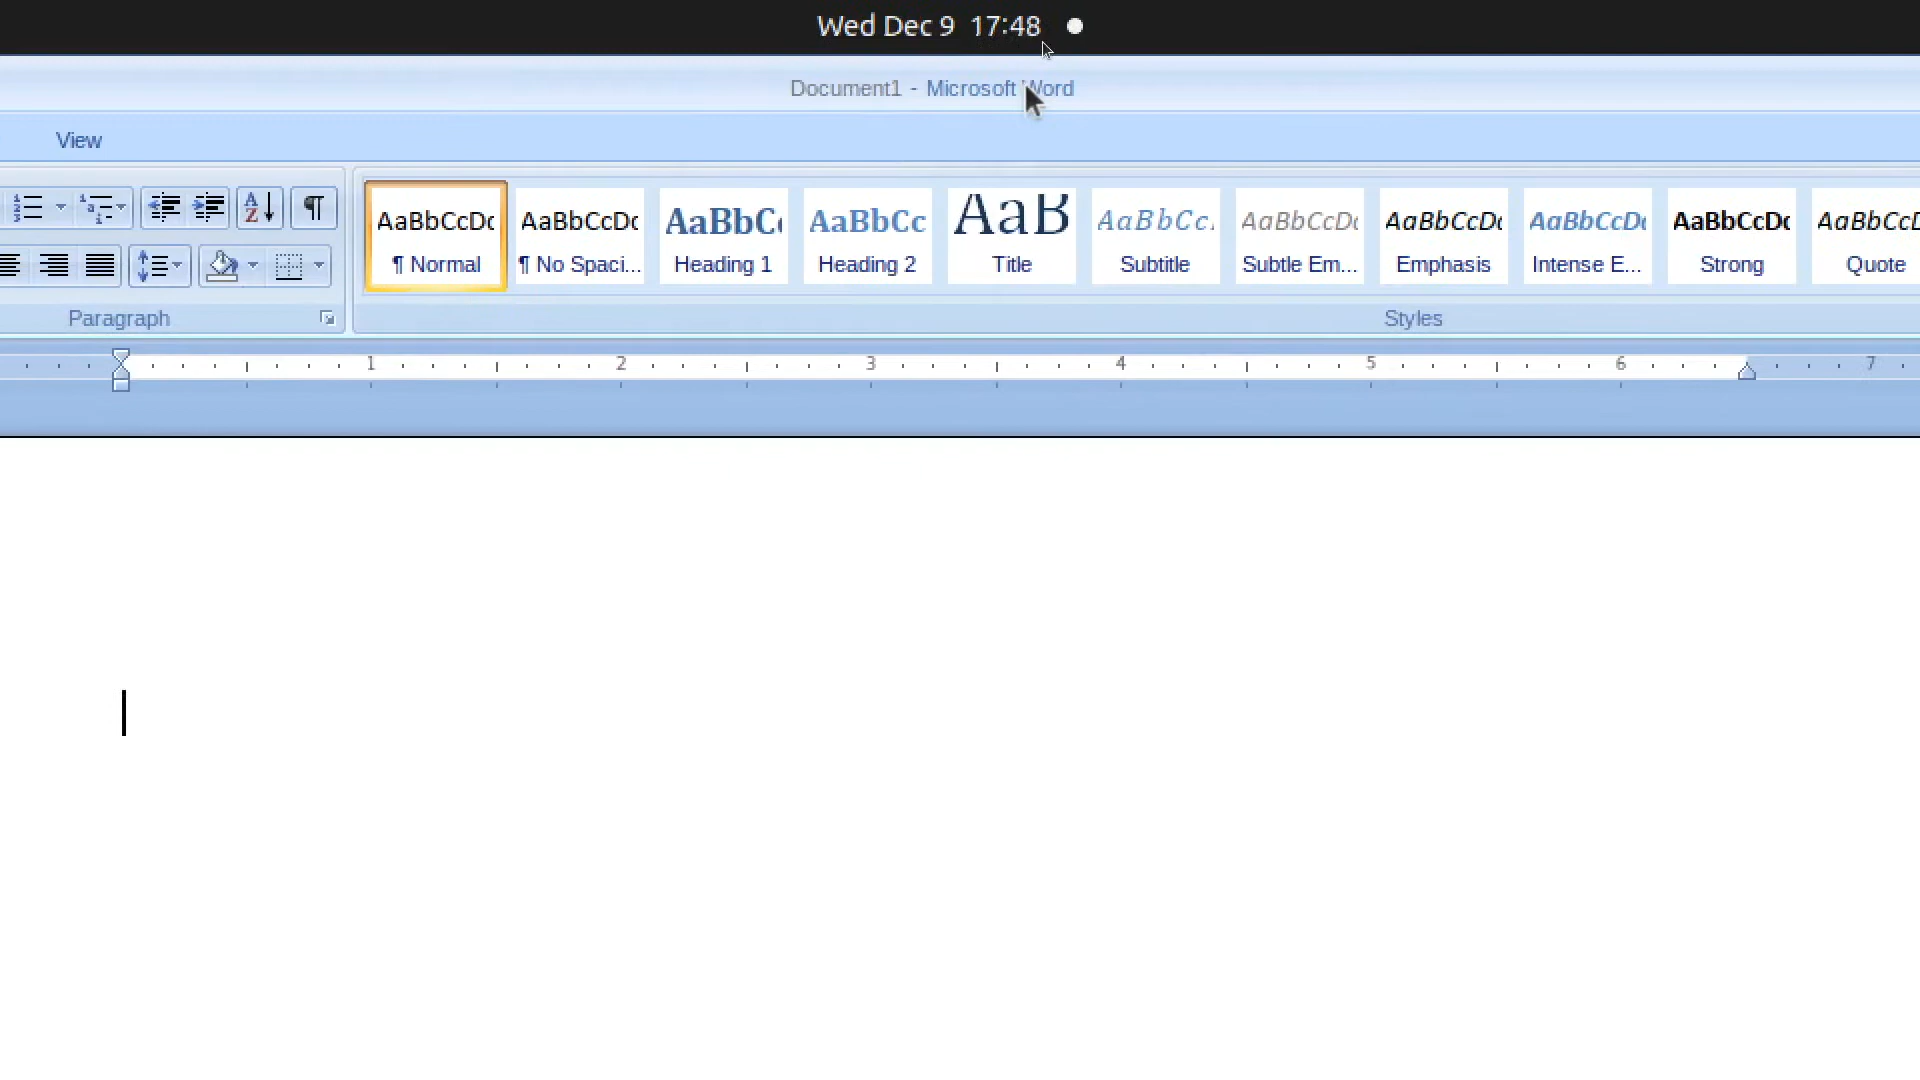 Wed Dec 9 17:48
Document1 - Microsoft Word
View
AaBbCcDc AaBbCcDc AaBbC AaBbCc AaB AaBbCc. AaBbCcDc AaBbCcDc AaBbCcDc AaBbCcDc AaBbCcD
¶ Normal ¶ No Spaci... Heading 1 Heading 2 Title Subtitle Subtle Em... Emphasis Intense E... Strong Quote
Paragraph Styles
1 2 3 4 5 6 7